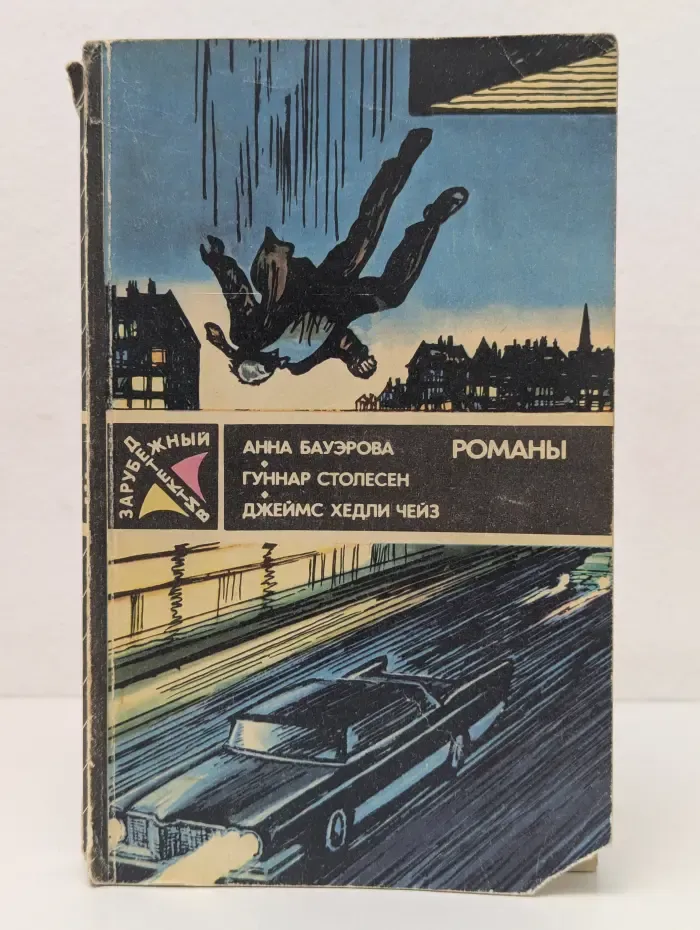 ЗАРУБЕЖНЫЙ
ДЕТЕКТИВ
АННА БАУЭРОВА
ГУННАР СТОЛЕСЕН
ДЖЕЙМС ХЕДЛИ ЧЕЙЗ
РОМАНЫ